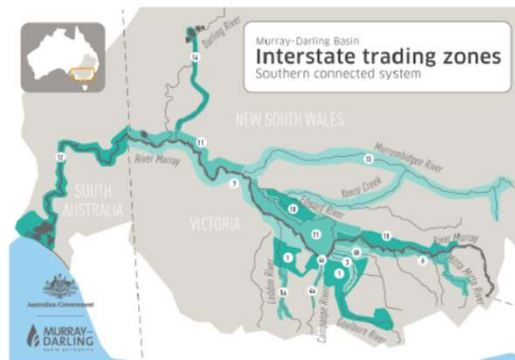 Murray-Darling Basin
Interstate trading zones
Southern connected system
Darling River
14
NEW SOUTH WALES
11
Murrumbidgee River
12
River Murray
13
7
Yanco Creek
SOUTH
AUSTRALIA
10
Edward River
VICTORIA
11
10
River Murray
1
6
Mitta Mitta River
3
1
Loddon River
Campaspe River
Goulburn River
Australian Government
MURRAY–
DARLING
BASIN AUTHORITY